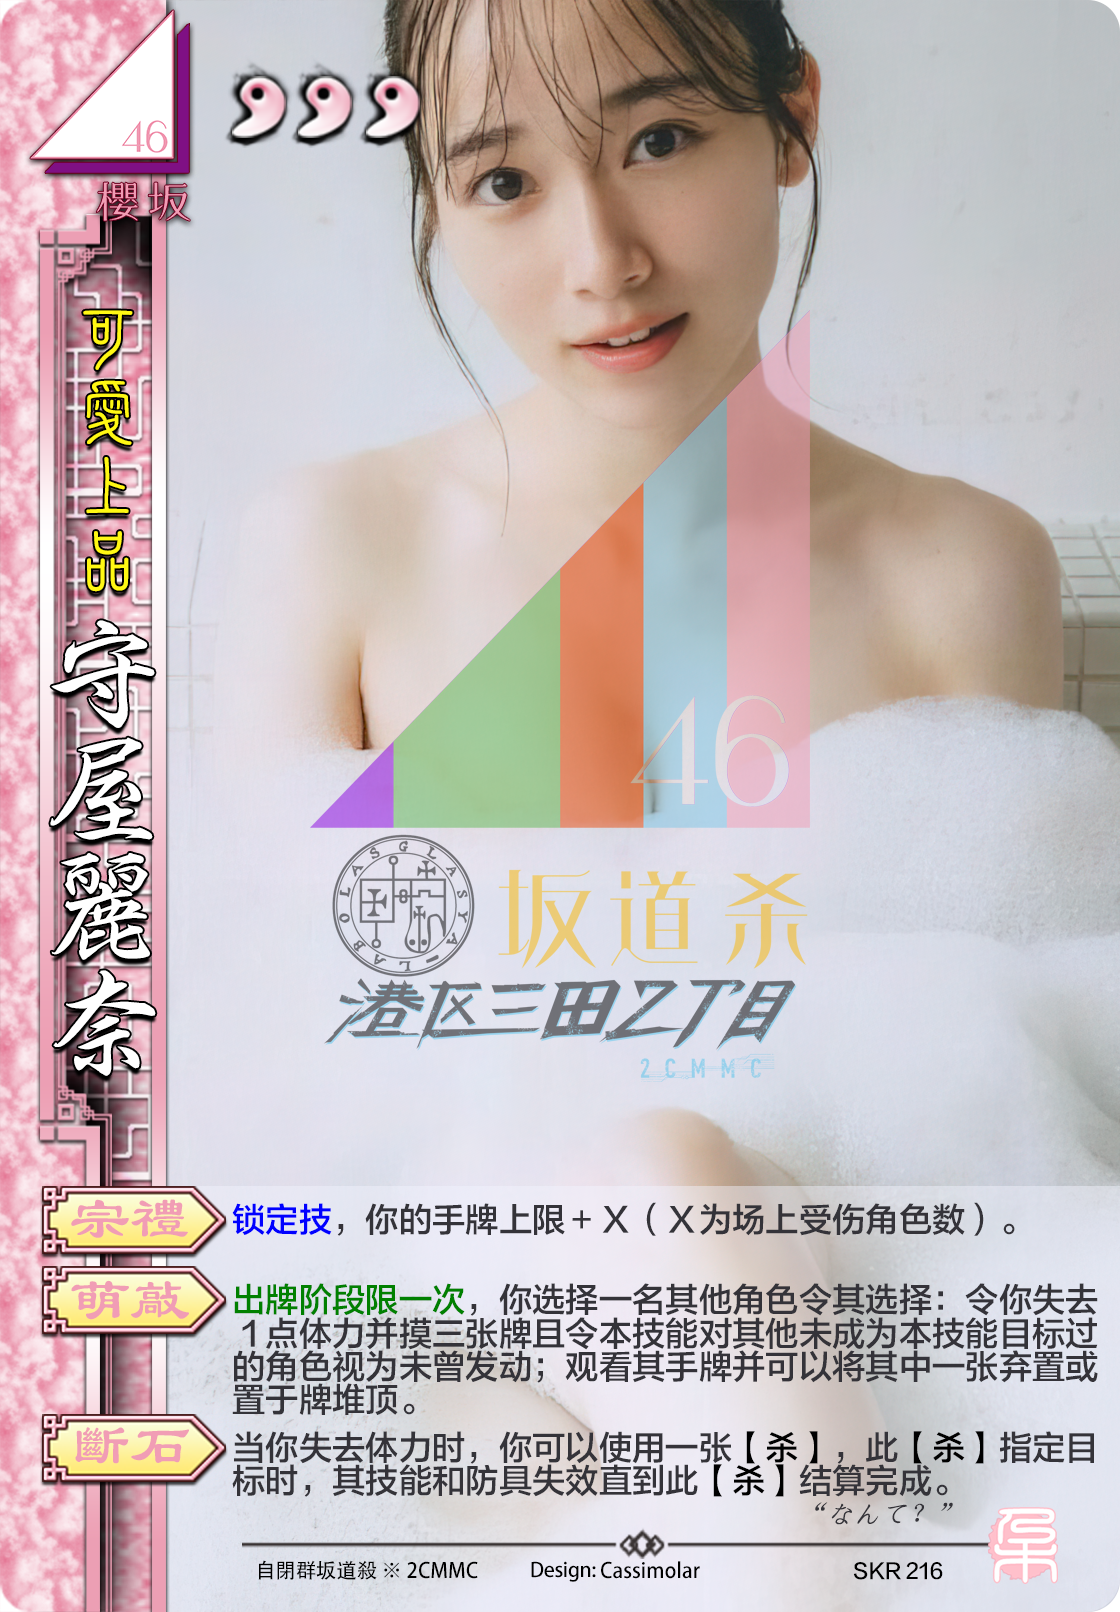 46
櫻坂
可愛上品
守屋麗奈
46
GLASYA-LABOLAS
坂道杀
港区三田2丁目
2CMMC
宗禮
锁定技，你的手牌上限＋Ｘ（Ｘ为场上受伤角色数）。
萌敲
出牌阶段限一次，你选择一名其他角色令其选择：令你失去
１点体力并摸三张牌且令本技能对其他未成为本技能目标过
的角色视为未曾发动；观看其手牌并可以将其中一张弃置或
置于牌堆顶。
斷石
当你失去体力时，你可以使用一张【杀】，此【杀】指定目
标时，其技能和防具失效直到此【杀】结算完成。
“なんて？”
自閉群坂道殺 ※ 2CMMC
Design: Cassimolar
SKR 216